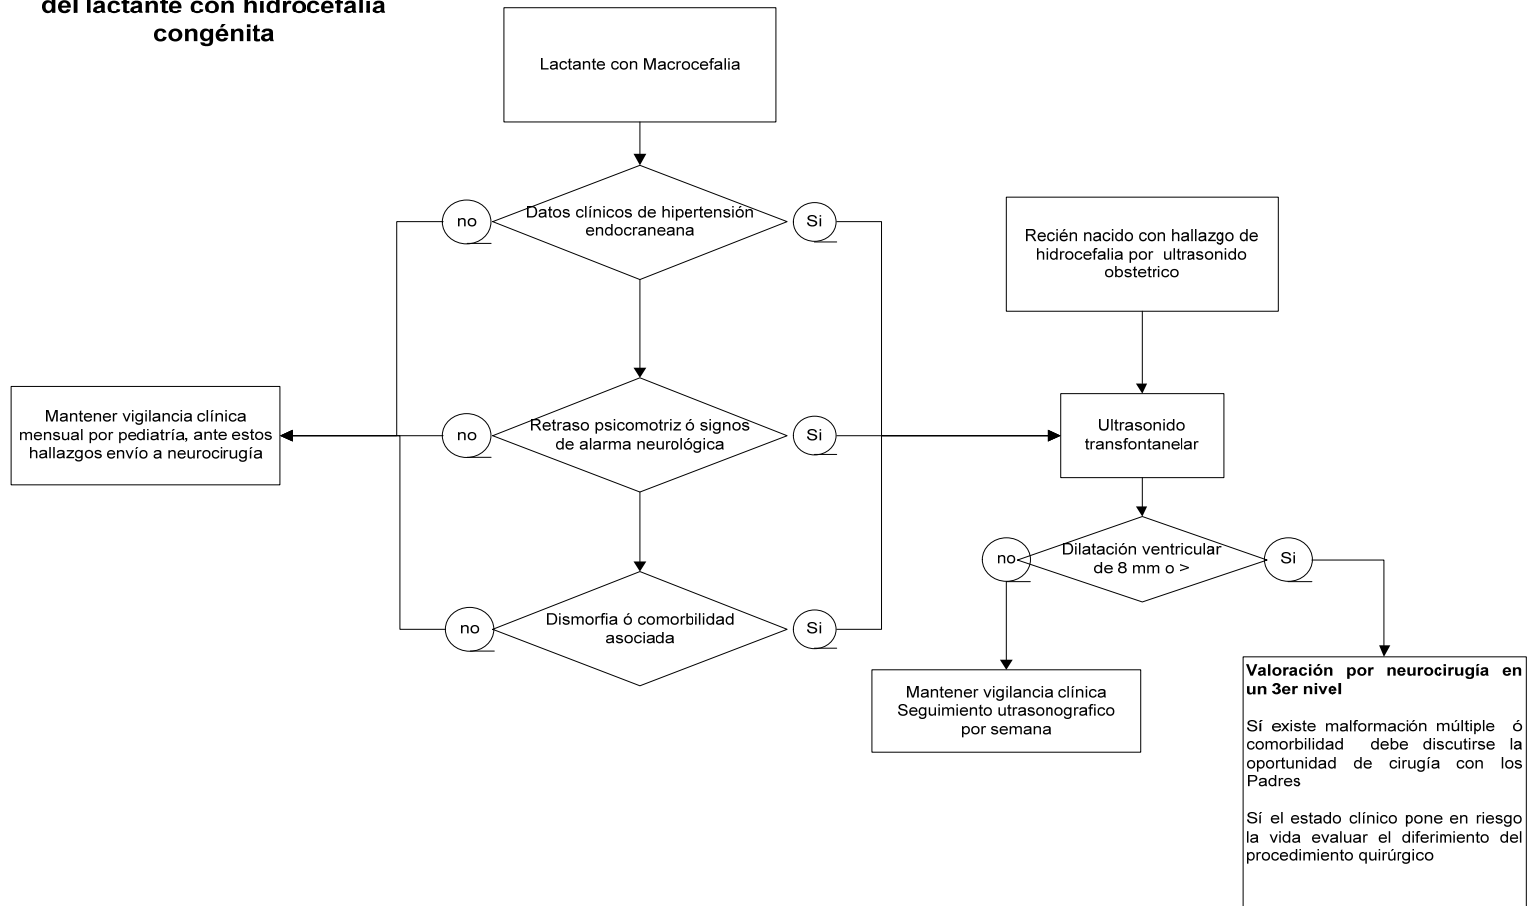 del lactante con hidrocefalia
congénita
Lactante con Macrocefalia
no
Datos clínicos de hipertensión
endocraneana
Si
Recién nacido con hallazgo de
hidrocefalia por ultrasonido
obstetrico
Mantener vigilancia clínica
mensual por pediatría, ante estos
hallazgos envío a neurocirugía
no
Retraso psicomotriz ó signos
de alarma neurológica
Si
Ultrasonido
transfontanelar
no
Dilatación ventricular
de 8 mm o >
Si
no
Dismorfia ó comorbilidad
asociada
Si
Mantener vigilancia clínica
Seguimiento utrasonografico
por semana
Valoración por neurocirugía en
un 3er nivel
Sí existe malformación múltiple ó
comorbilidad debe discutirse la
oportunidad de cirugía con los
Padres
Sí el estado clínico pone en riesgo
la vida evaluar el diferimiento del
procedimiento quirúrgico